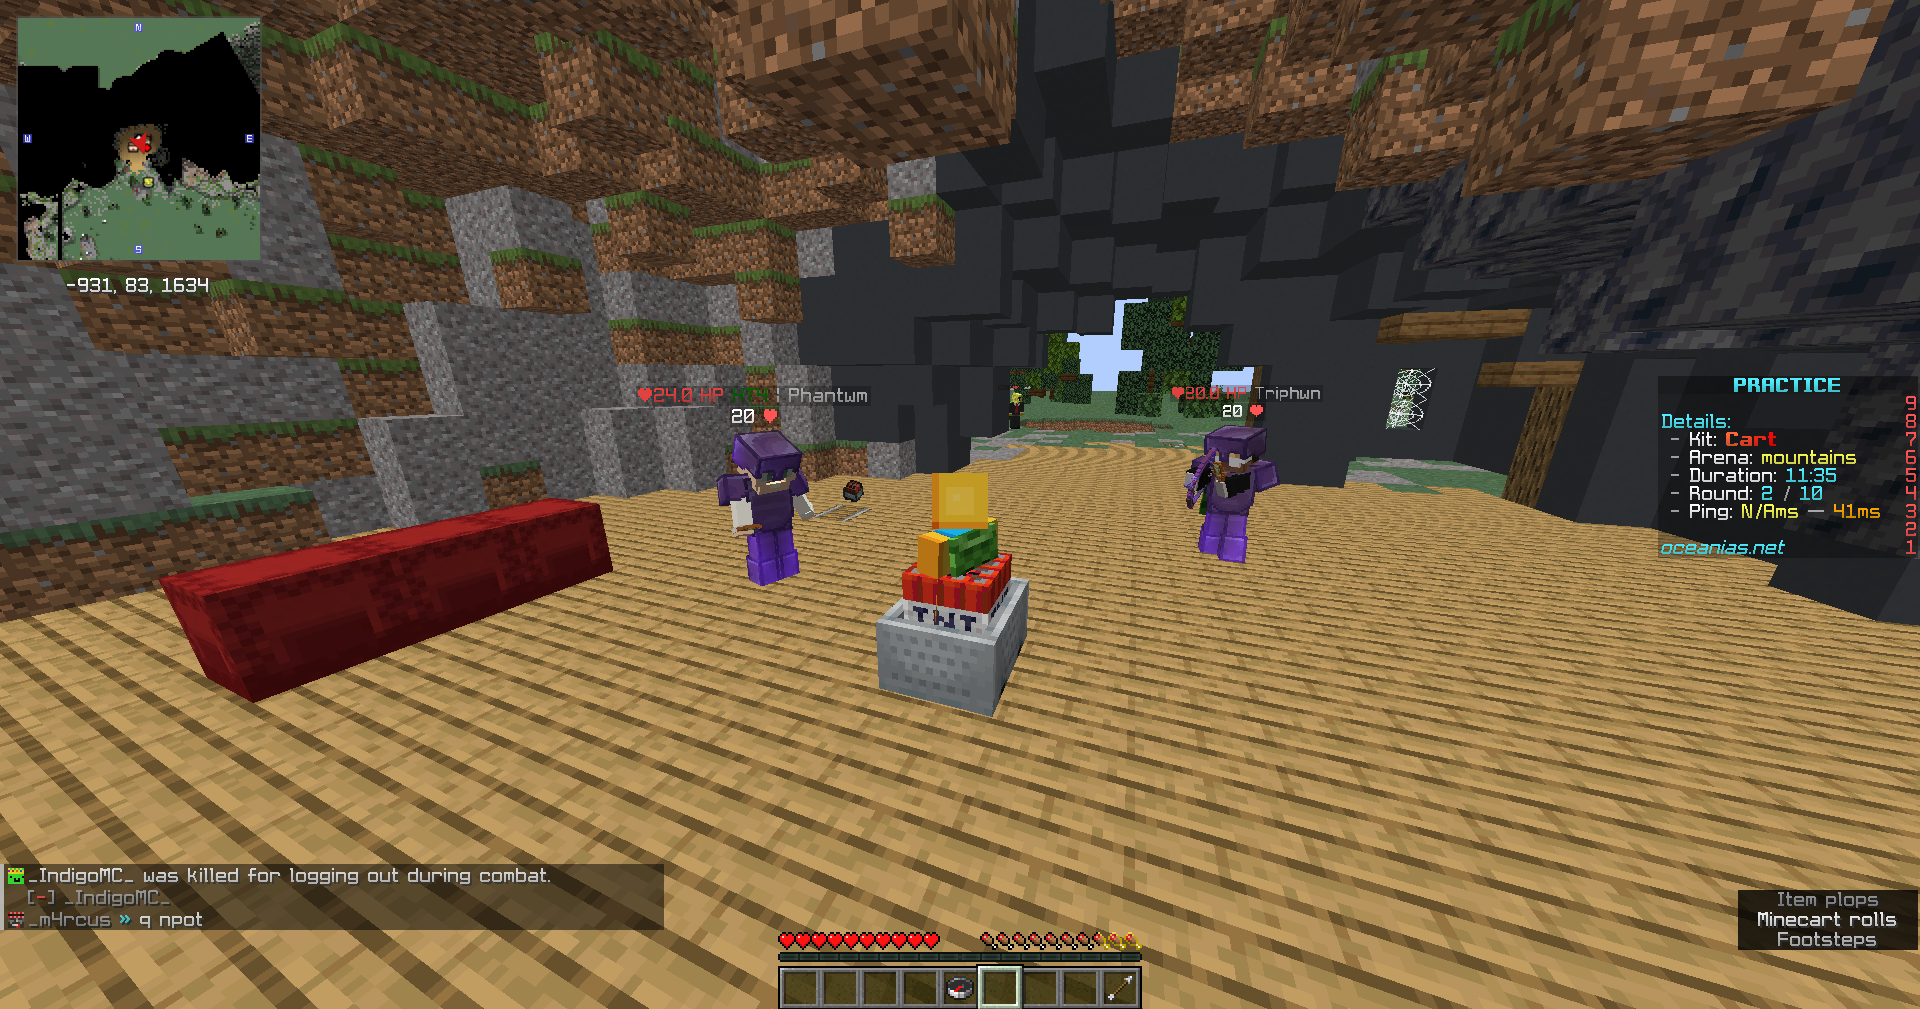 N
W
E
S
-931, 83, 1634
24.0 HP HT4 | Phantwm
20
20.0 HP Triphwn
20
TNT
PRACTICE
9
Details: 8
- Kit: Cart 7
- Arena: mountains 6
- Duration: 11:35 5
- Round: 2 / 10 4
- Ping: N/Ams — 41ms 3
2
oceanias.net 1
_IndigoMC_ was killed for logging out during combat.
[-] _IndigoMC_
_m4rcus » q npot
Item plops
Minecart rolls
Footsteps